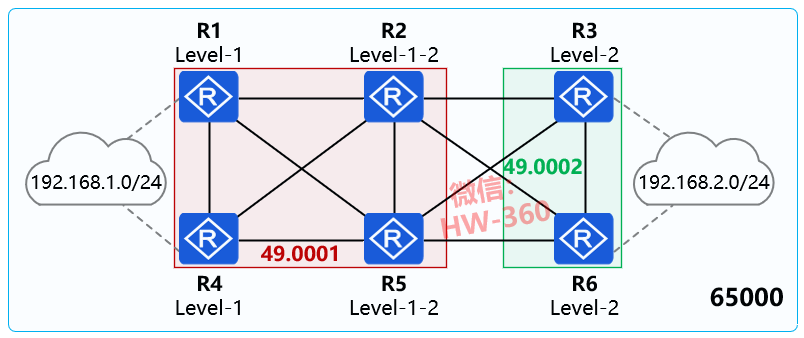 R1
Level-1
R2
Level-1-2
R3
Level-2
R
R
R
192.168.1.0/24
49.0002
192.168.2.0/24
微信:
HW-360
R
R
R
49.0001
R4
Level-1
R5
Level-1-2
R6
Level-2
65000